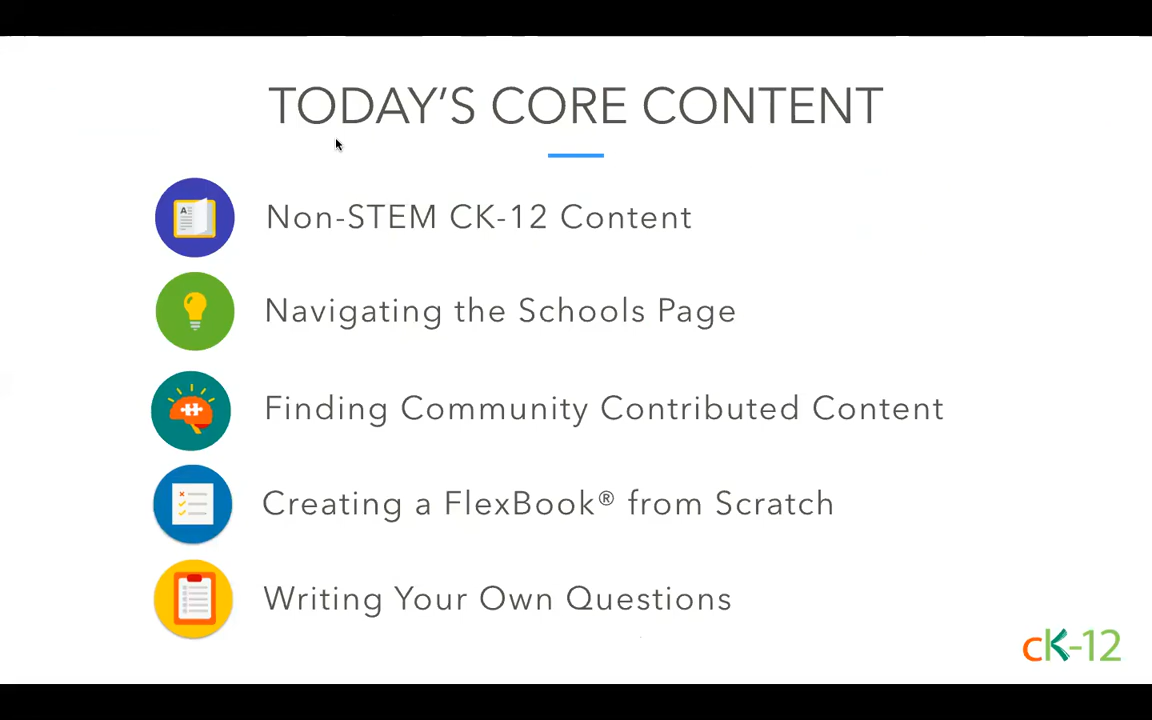 TODAY’S CORE CONTENT
A
Non-STEM CK-12 Content
Navigating the Schools Page
Finding Community Contributed Content
Creating a FlexBook® from Scratch
Writing Your Own Questions
cK-12